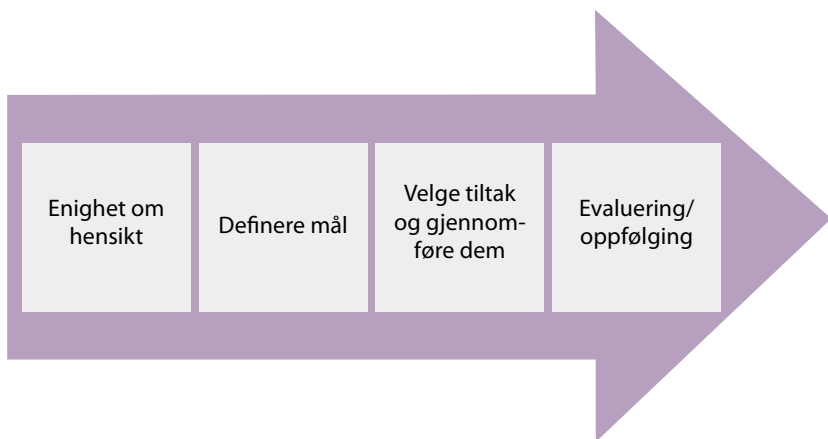 Enighet om
hensikt
Definere mål
Velge tiltak
og gjennom-
føre dem
Evaluering/
oppfølging